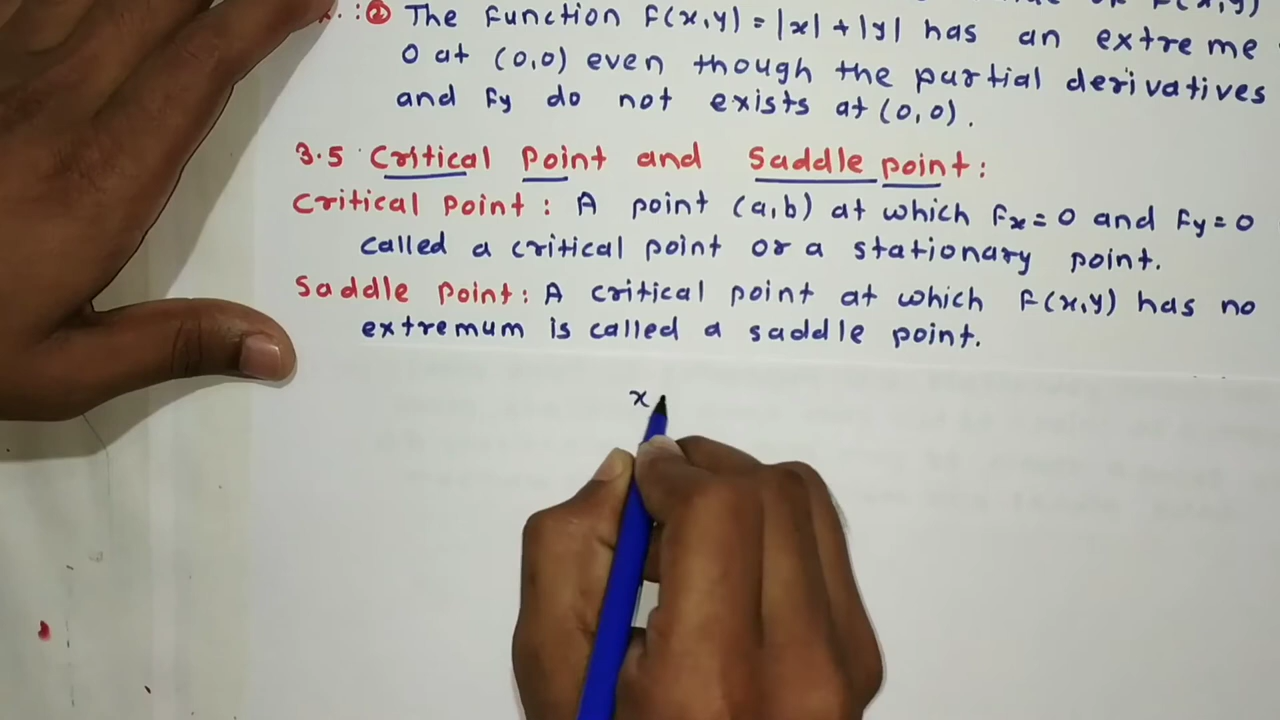 F(x,y)
② The function F(x,y) = |x| + |y| has an extreme
0 at (0,0) even though the partial derivatives
and Fy do not exists at (0,0).
3.5 Critical Point and Saddle point:
Critical Point: A point (a,b) at which Fx = 0 and Fy = 0
called a critical point or a stationary point.
Saddle Point: A critical point at which F(x,y) has no
extremum is called a saddle point.
x